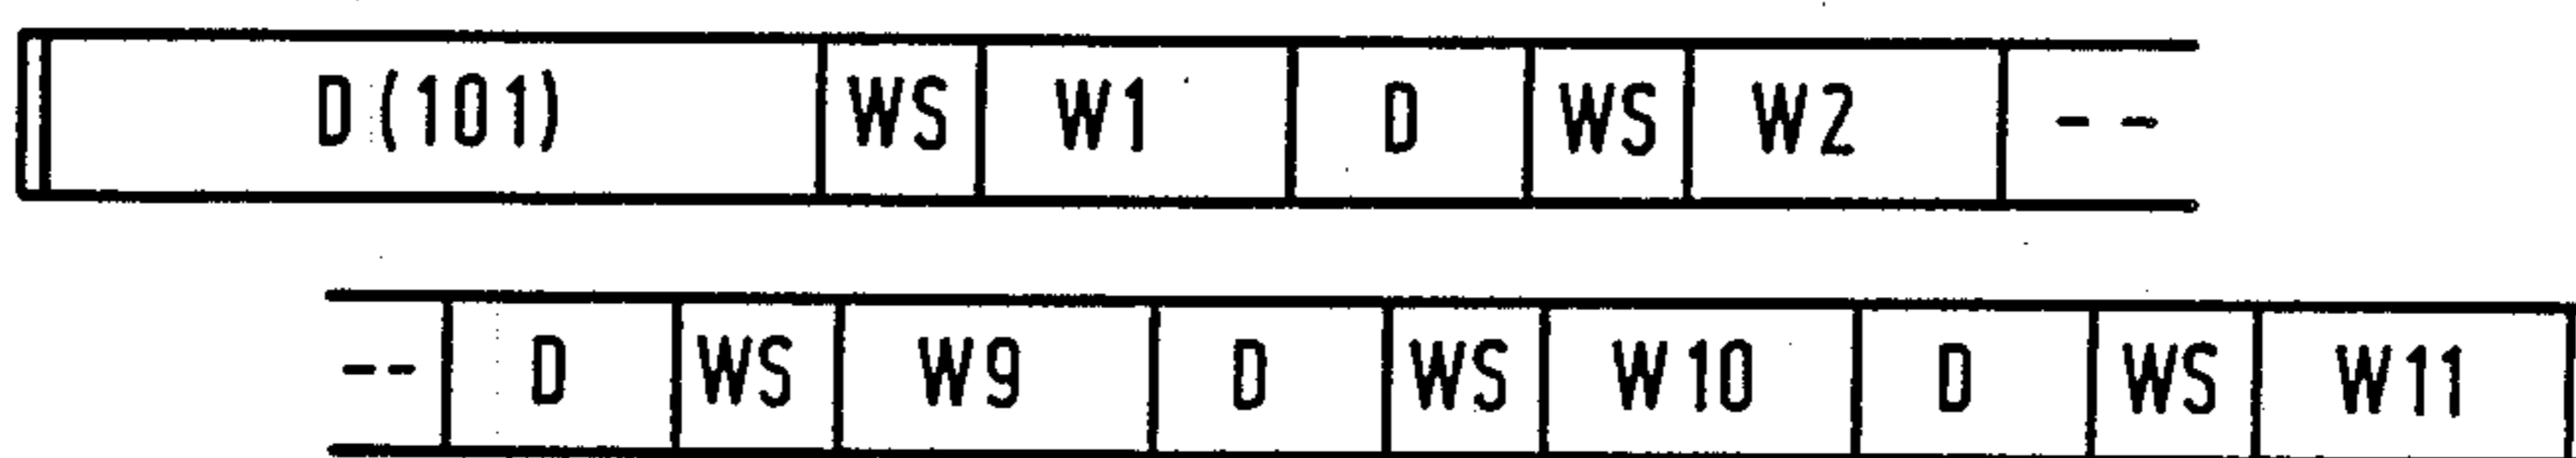 D(101) WS W1 D WS W2 --
-- D WS W9 D WS W10 D WS W11